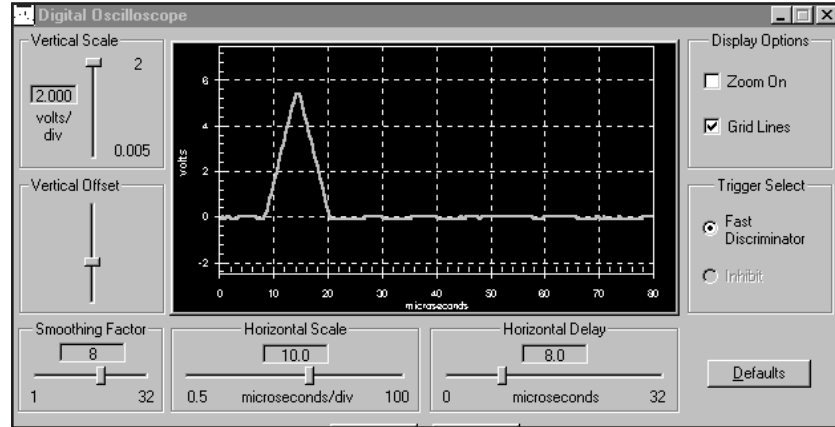 Digital Oscilloscope
Vertical Scale
2
2.000
volts/
div
0.005
Vertical Offset
volts
6
4
2
0
-2
0 10 20 30 40 50 60 70 80
microseconds
Display Options
Zoom On
Grid Lines
Trigger Select
Fast
Discriminator
Inhibit
Smoothing Factor
8
1 32
Horizontal Scale
10.0
0.5 microseconds/div 100
Horizontal Delay
8.0
0 microseconds 32
Defaults